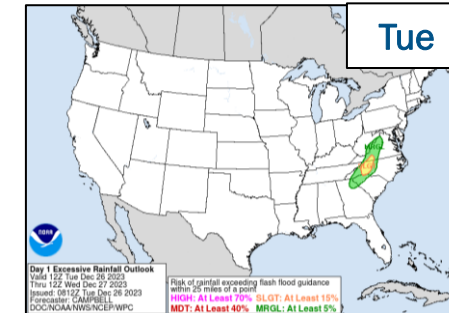 Tue
MRGL
noaa
Day 1 Excessive Rainfall Outlook
Valid 12Z Tue Dec 26 2023
Thru 12Z Wed Dec 27 2023
Issued: 0812Z Tue Dec 26 2023
Forecaster: CAMPBELL
DOC/NOAA/NWS/NCEP/WPC
Risk of rainfall exceeding flash flood guidance
within 25 miles of a point
HIGH: At Least 70% SLGT: At Least 15%
MDT: At Least 40% MRGL: At Least 5%